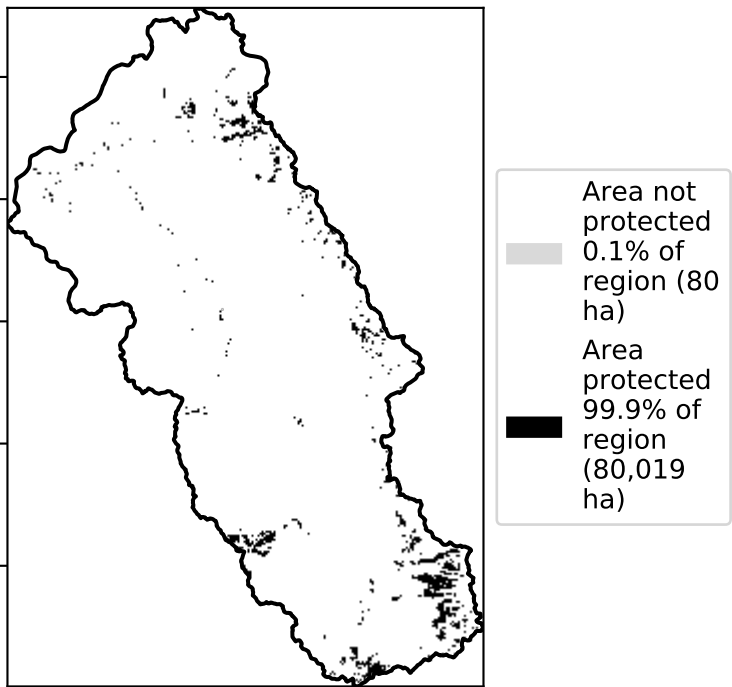 Area not
protected
0.1% of
region (80
ha)
Area
protected
99.9% of
region
(80,019
ha)